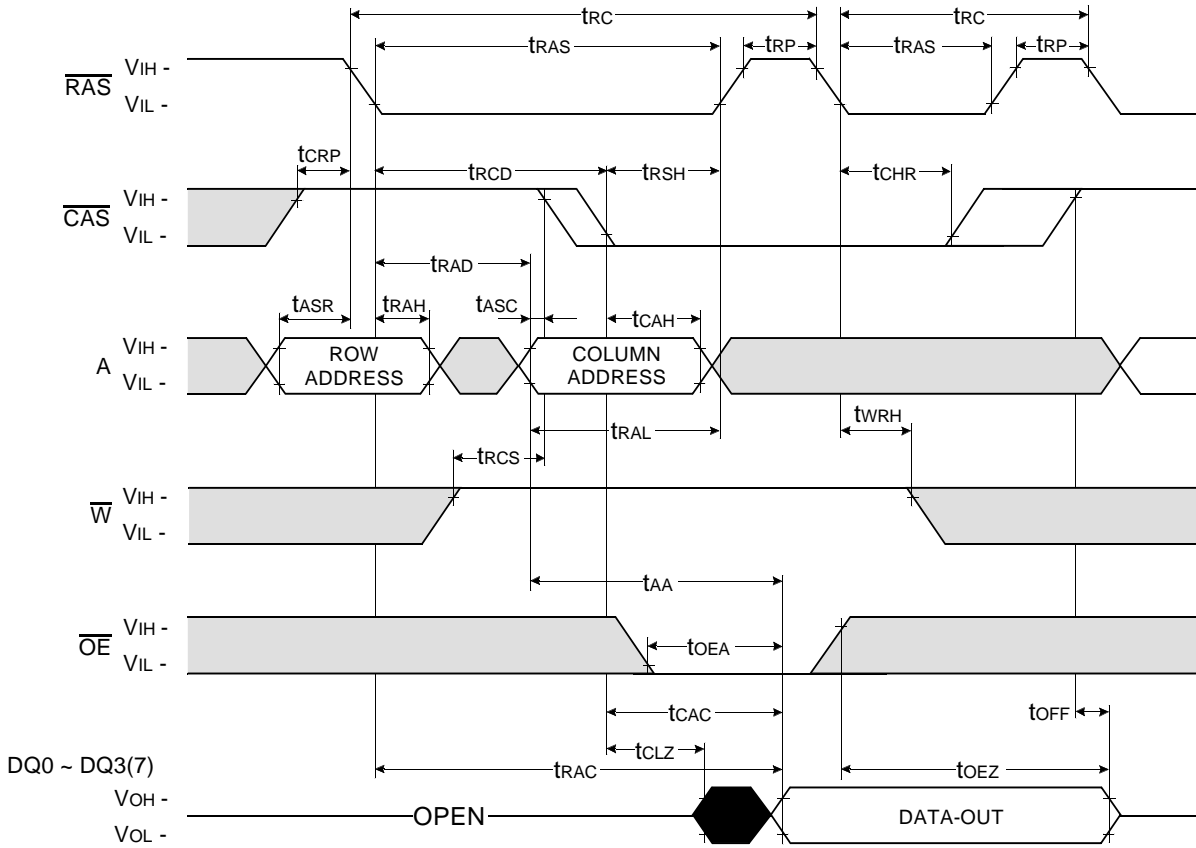 tRC tRC
tRAS tRP tRAS tRP
RAS VIH -
VIL -
tCRP tRCD tRSH tCHR
CAS VIH -
VIL -
tRAD
tASR tRAH tASC tCAH
A VIH -
VIL -
ROW ADDRESS
COLUMN ADDRESS
tWRH
tRAL
tRCS
W VIH -
VIL -
tAA
OE VIH -
VIL -
tOEA
tCAC tOFF
tCLZ
DQ0 ~ DQ3(7)
tRAC tOEZ
VOH -
VOL -
OPEN DATA-OUT